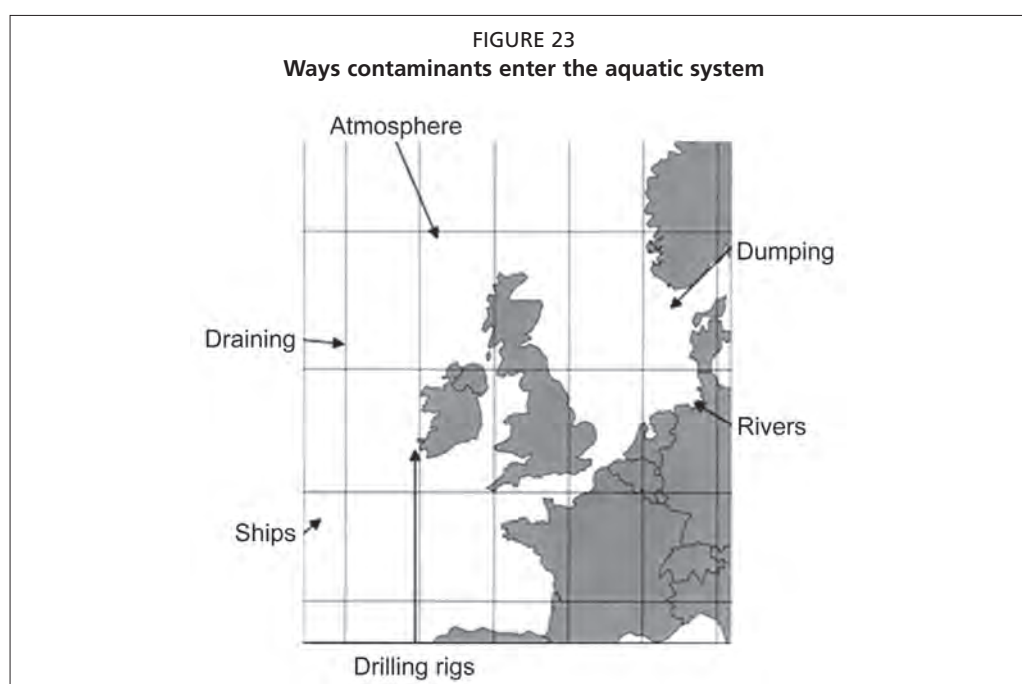 FIGURE 23
Ways contaminants enter the aquatic system
Atmosphere
Dumping
Draining
Rivers
Ships
Drilling rigs